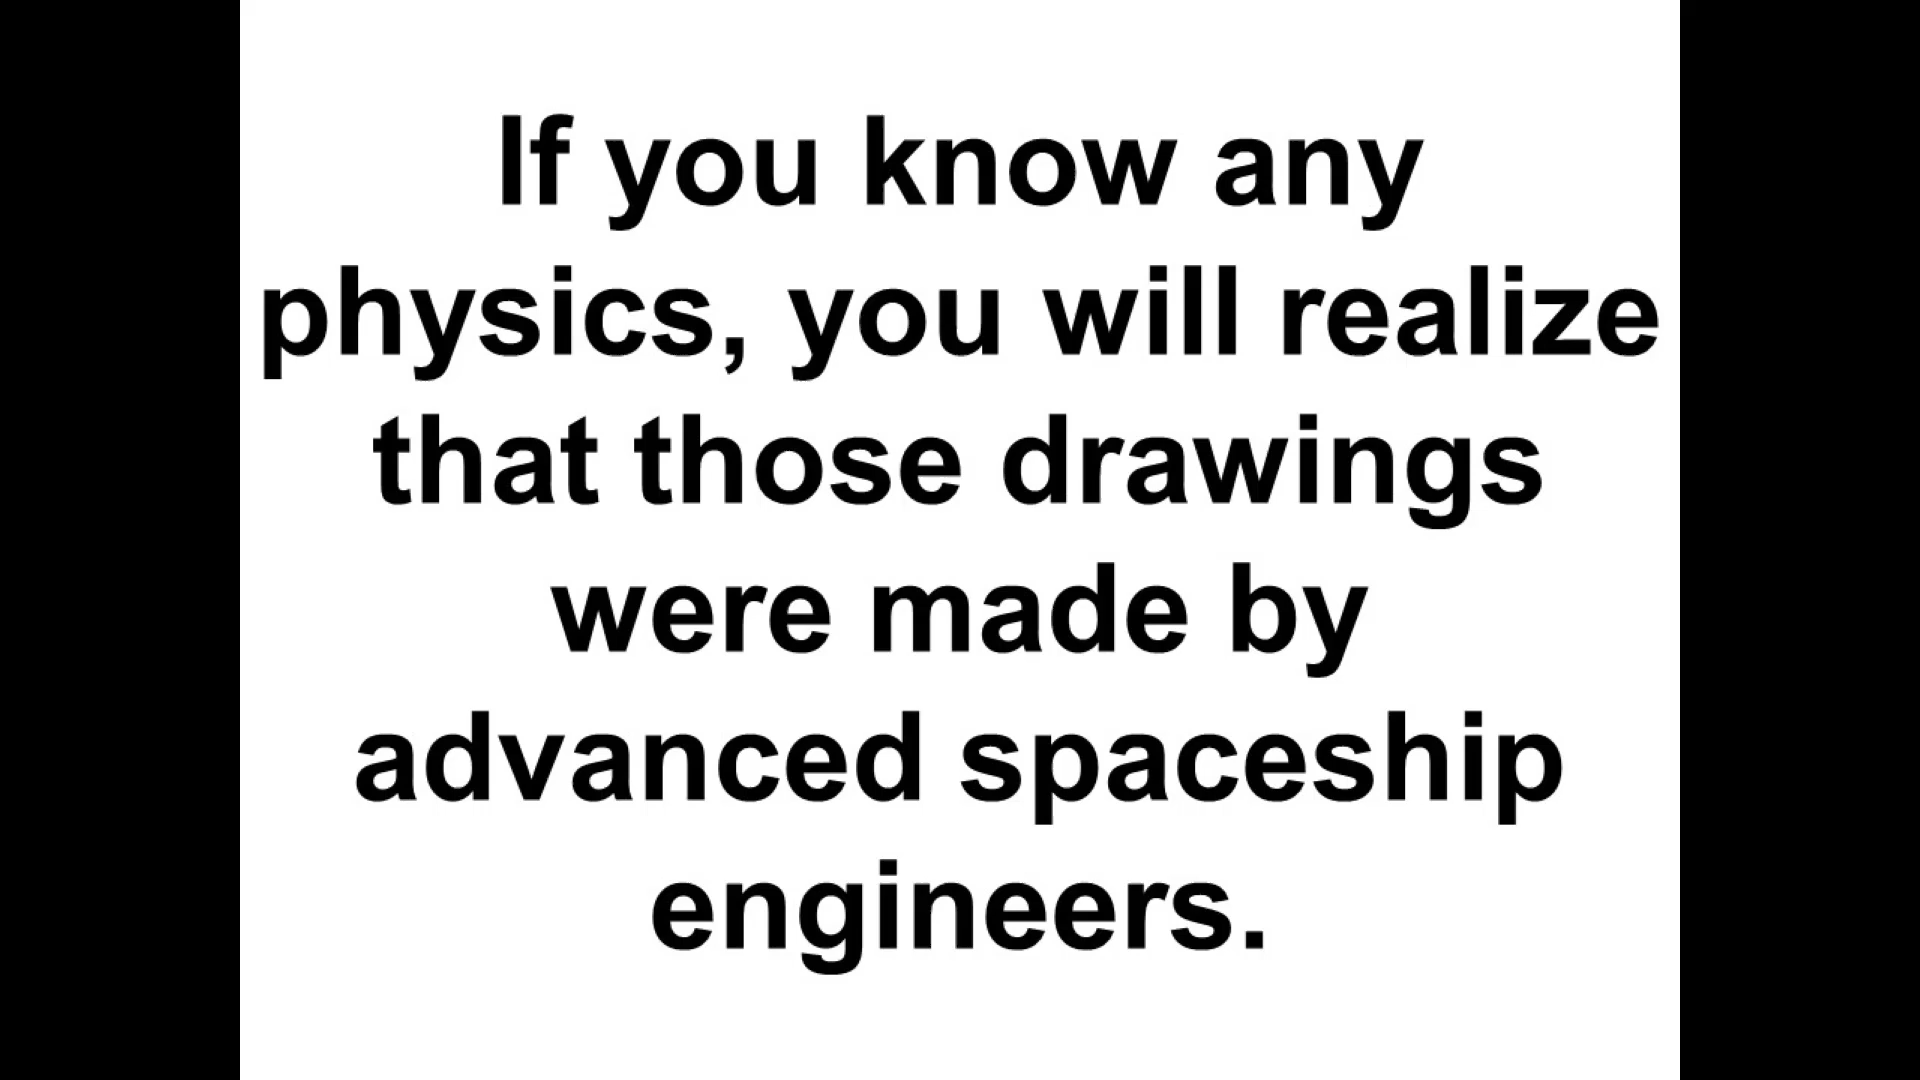 If you know any
physics, you will realize
that those drawings
were made by
advanced spaceship
engineers.